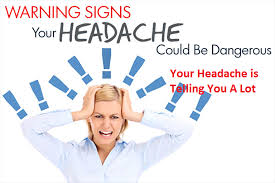 WARNING SIGNS
Your HEADACHE
Could Be Dangerous
Your Headache is
Telling You A Lot